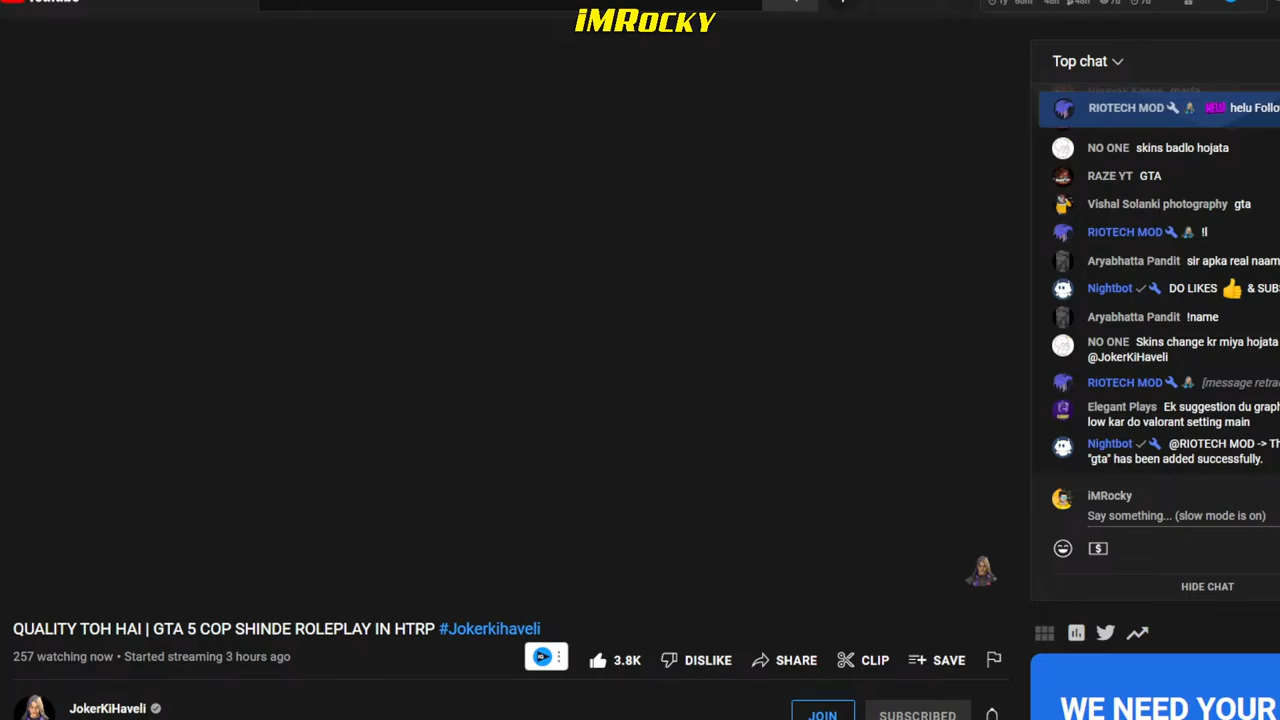 iMRocky
Top chat
RIOTECH MOD HELU helu Follo
NO ONE skins badlo hojata
RAZE YT GTA
Vishal Solanki photography gta
RIOTECH MOD !l
Aryabhatta Pandit sir apka real naam
Nightbot DO LIKES 👍 & SUB
Aryabhatta Pandit !name
NO ONE Skins change kr miya hojata
@JokerKiHaveli
RIOTECH MOD [message retra
Elegant Plays Ek suggestion du grap
low kar do valorant setting main
Nightbot @RIOTECH MOD -> Th
"gta" has been added successfully.
iMRocky
Say something... (slow mode is on)
HIDE CHAT
QUALITY TOH HAI | GTA 5 COP SHINDE ROLEPLAY IN HTRP #Jokerkihaveli
257 watching now • Started streaming 3 hours ago
3.8K DISLIKE SHARE CLIP SAVE
WE NEED YOUR
JokerKiHaveli
JOIN SUBSCRIBED